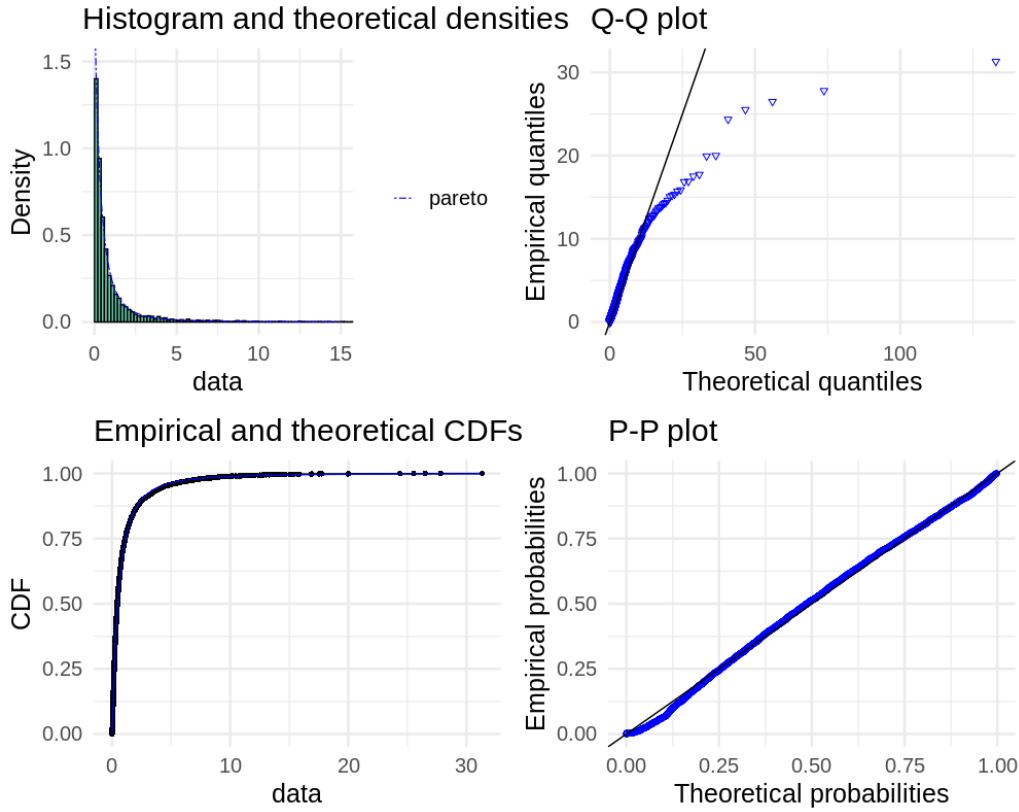 Histogram and theoretical densities
1.5
1.0
0.5
0.0
Density
0 5 10 15
data
pareto
Q-Q plot
30
20
10
0
Empirical quantiles
0 50 100
Theoretical quantiles
Empirical and theoretical CDFs
1.00
0.75
0.50
0.25
0.00
CDF
0 10 20 30
data
P-P plot
1.00
0.75
0.50
0.25
0.00
Empirical probabilities
0.00 0.25 0.50 0.75 1.00
Theoretical probabilities